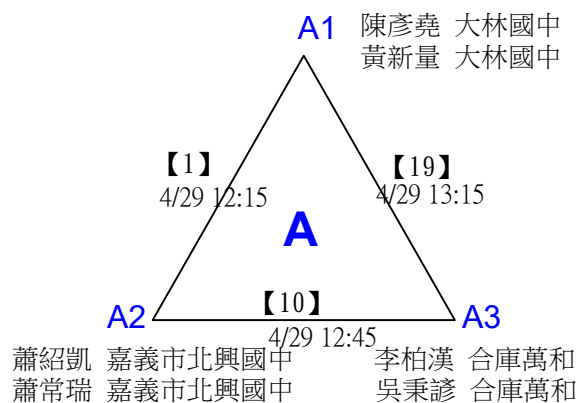 A1
陳彥堯 大林國中
黃新量 大林國中
【1】
4/29 12:15
【19】
4/29 13:15
A
【10】
4/29 12:45
A2
A3
蕭紹凱 嘉義市北興國中
蕭常瑞 嘉義市北興國中
李柏漢 合庫萬和
吳秉諺 合庫萬和